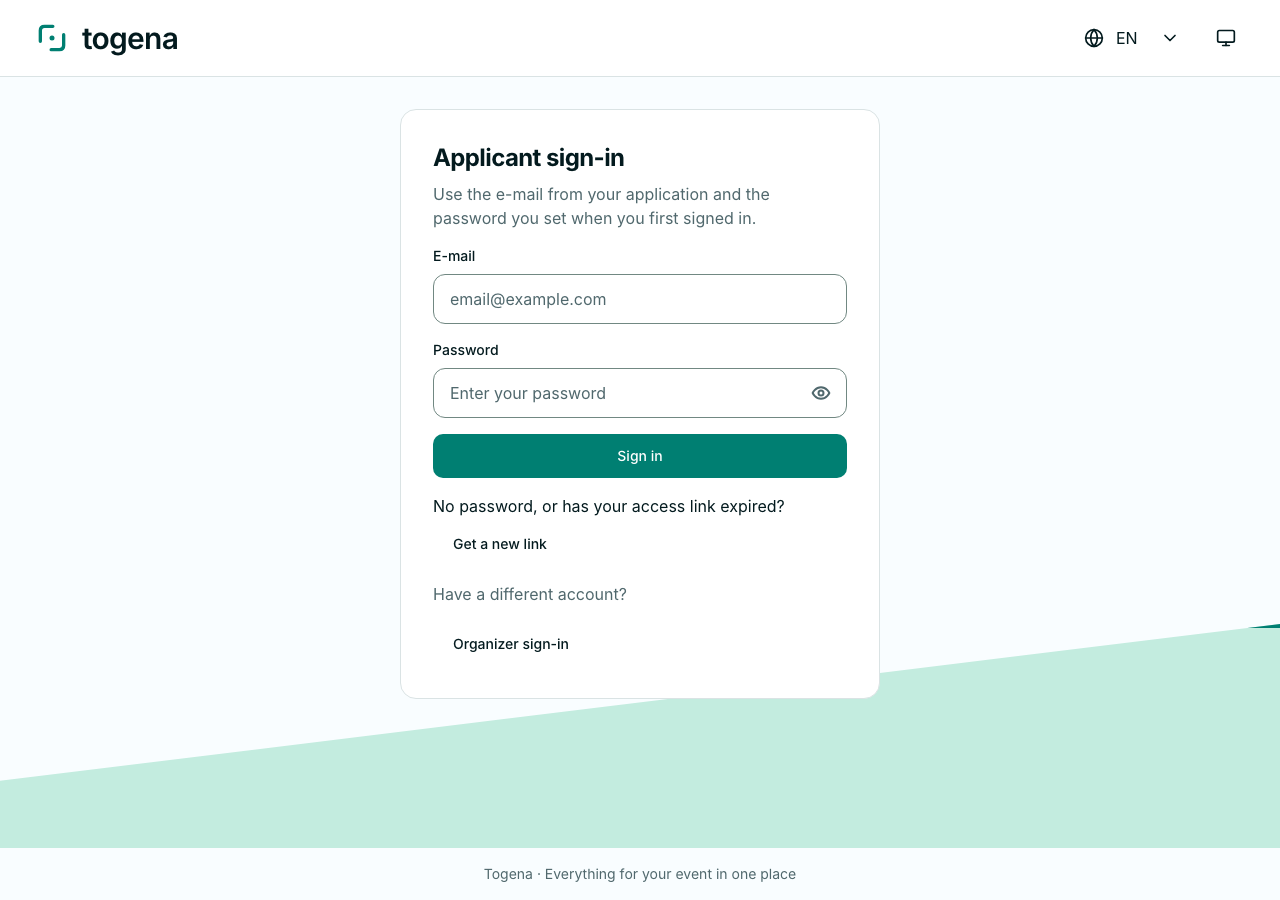 togena
EN
Applicant sign-in
Use the e-mail from your application and the
password you set when you first signed in.
E-mail
email@example.com
Password
Enter your password
Sign in
No password, or has your access link expired?
Get a new link
Have a different account?
Organizer sign-in
Togena · Everything for your event in one place